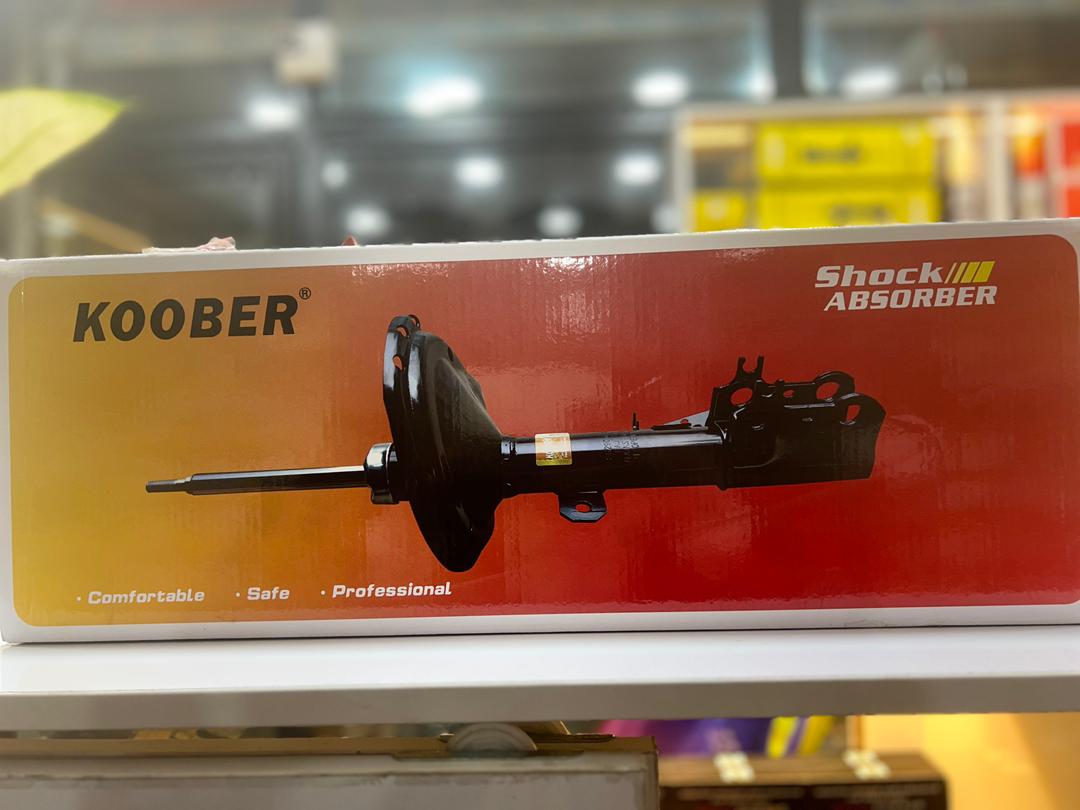 KOOBER®
Shock
ABSORBER
· Comfortable · Safe · Professional